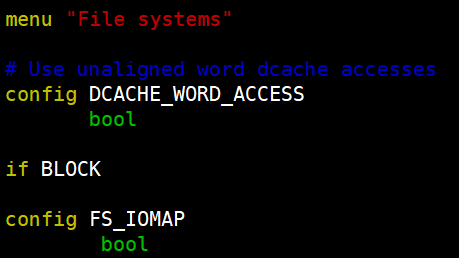 menu "File systems"
# Use unaligned word dcache accesses
config DCACHE_WORD_ACCESS
bool
if BLOCK
config FS_IOMAP
bool